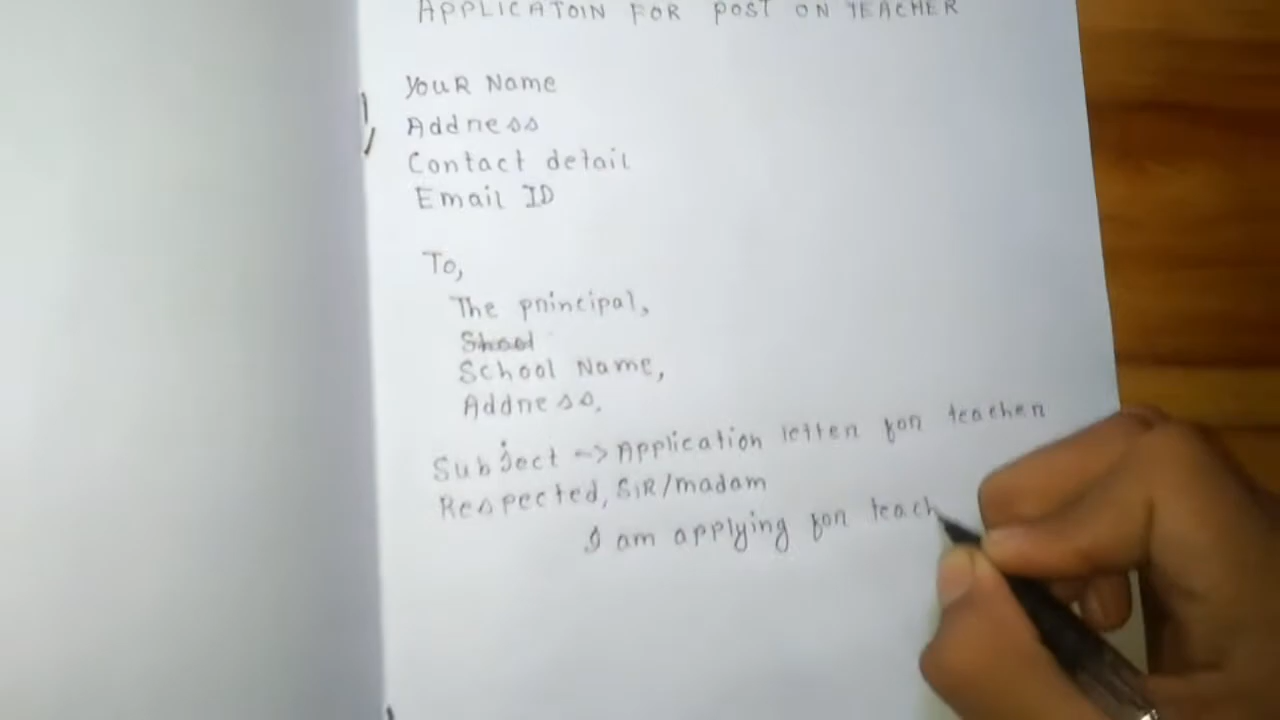 APPLICATOIN FOR POST ON TEACHER
YOUR Name
Address
Contact detail
Email ID
To,
The principal,
Shool
School Name,
Address.
Subject -> Application letter for teacher
Respected, SIR/madam
I am applying for teach